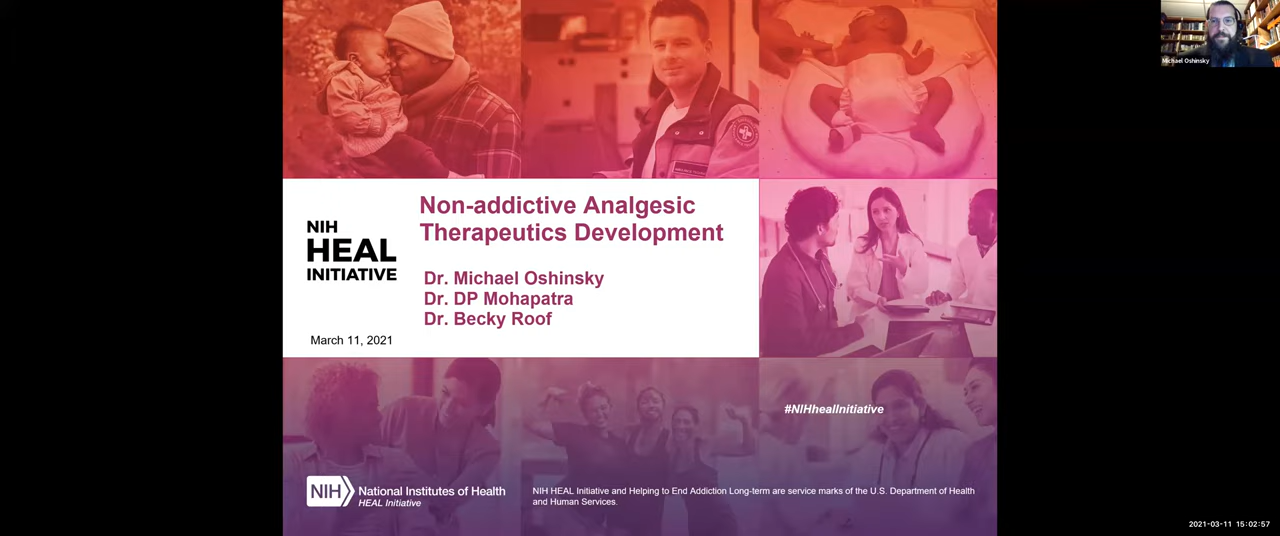 Michael Oshinsky
Non-addictive Analgesic
Therapeutics Development
NIH
HEAL
INITIATIVE
Dr. Michael Oshinsky
Dr. DP Mohapatra
Dr. Becky Roof
March 11, 2021
#NIHhealInitiative
NIH National Institutes of Health
HEAL Initiative
NIH HEAL Initiative and Helping to End Addiction Long-term are service marks of the U.S. Department of Health
and Human Services.
2021-03-11 15:02:57